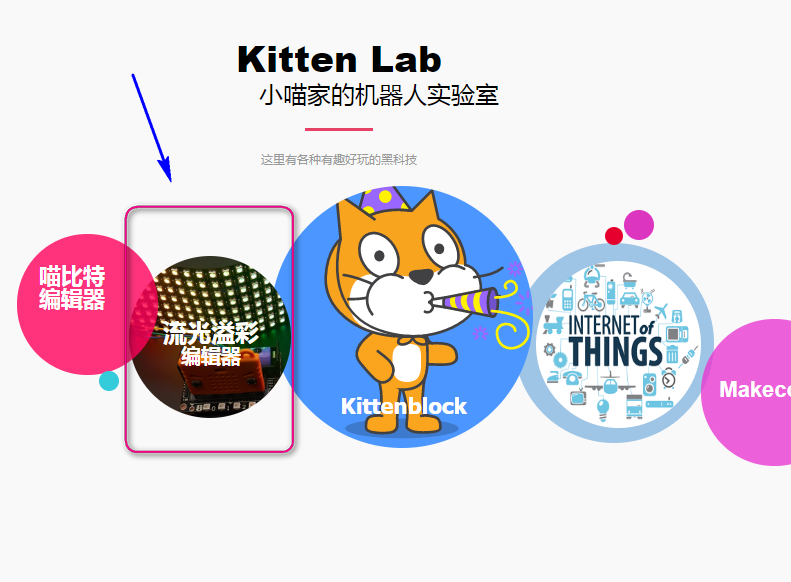 Kitten Lab
小喵家的机器人实验室
这里有各种有趣好玩的黑科技
喵比特
编辑器
流光溢彩
编辑器
Kittenblock
INTERNET of
THINGS
Makeco